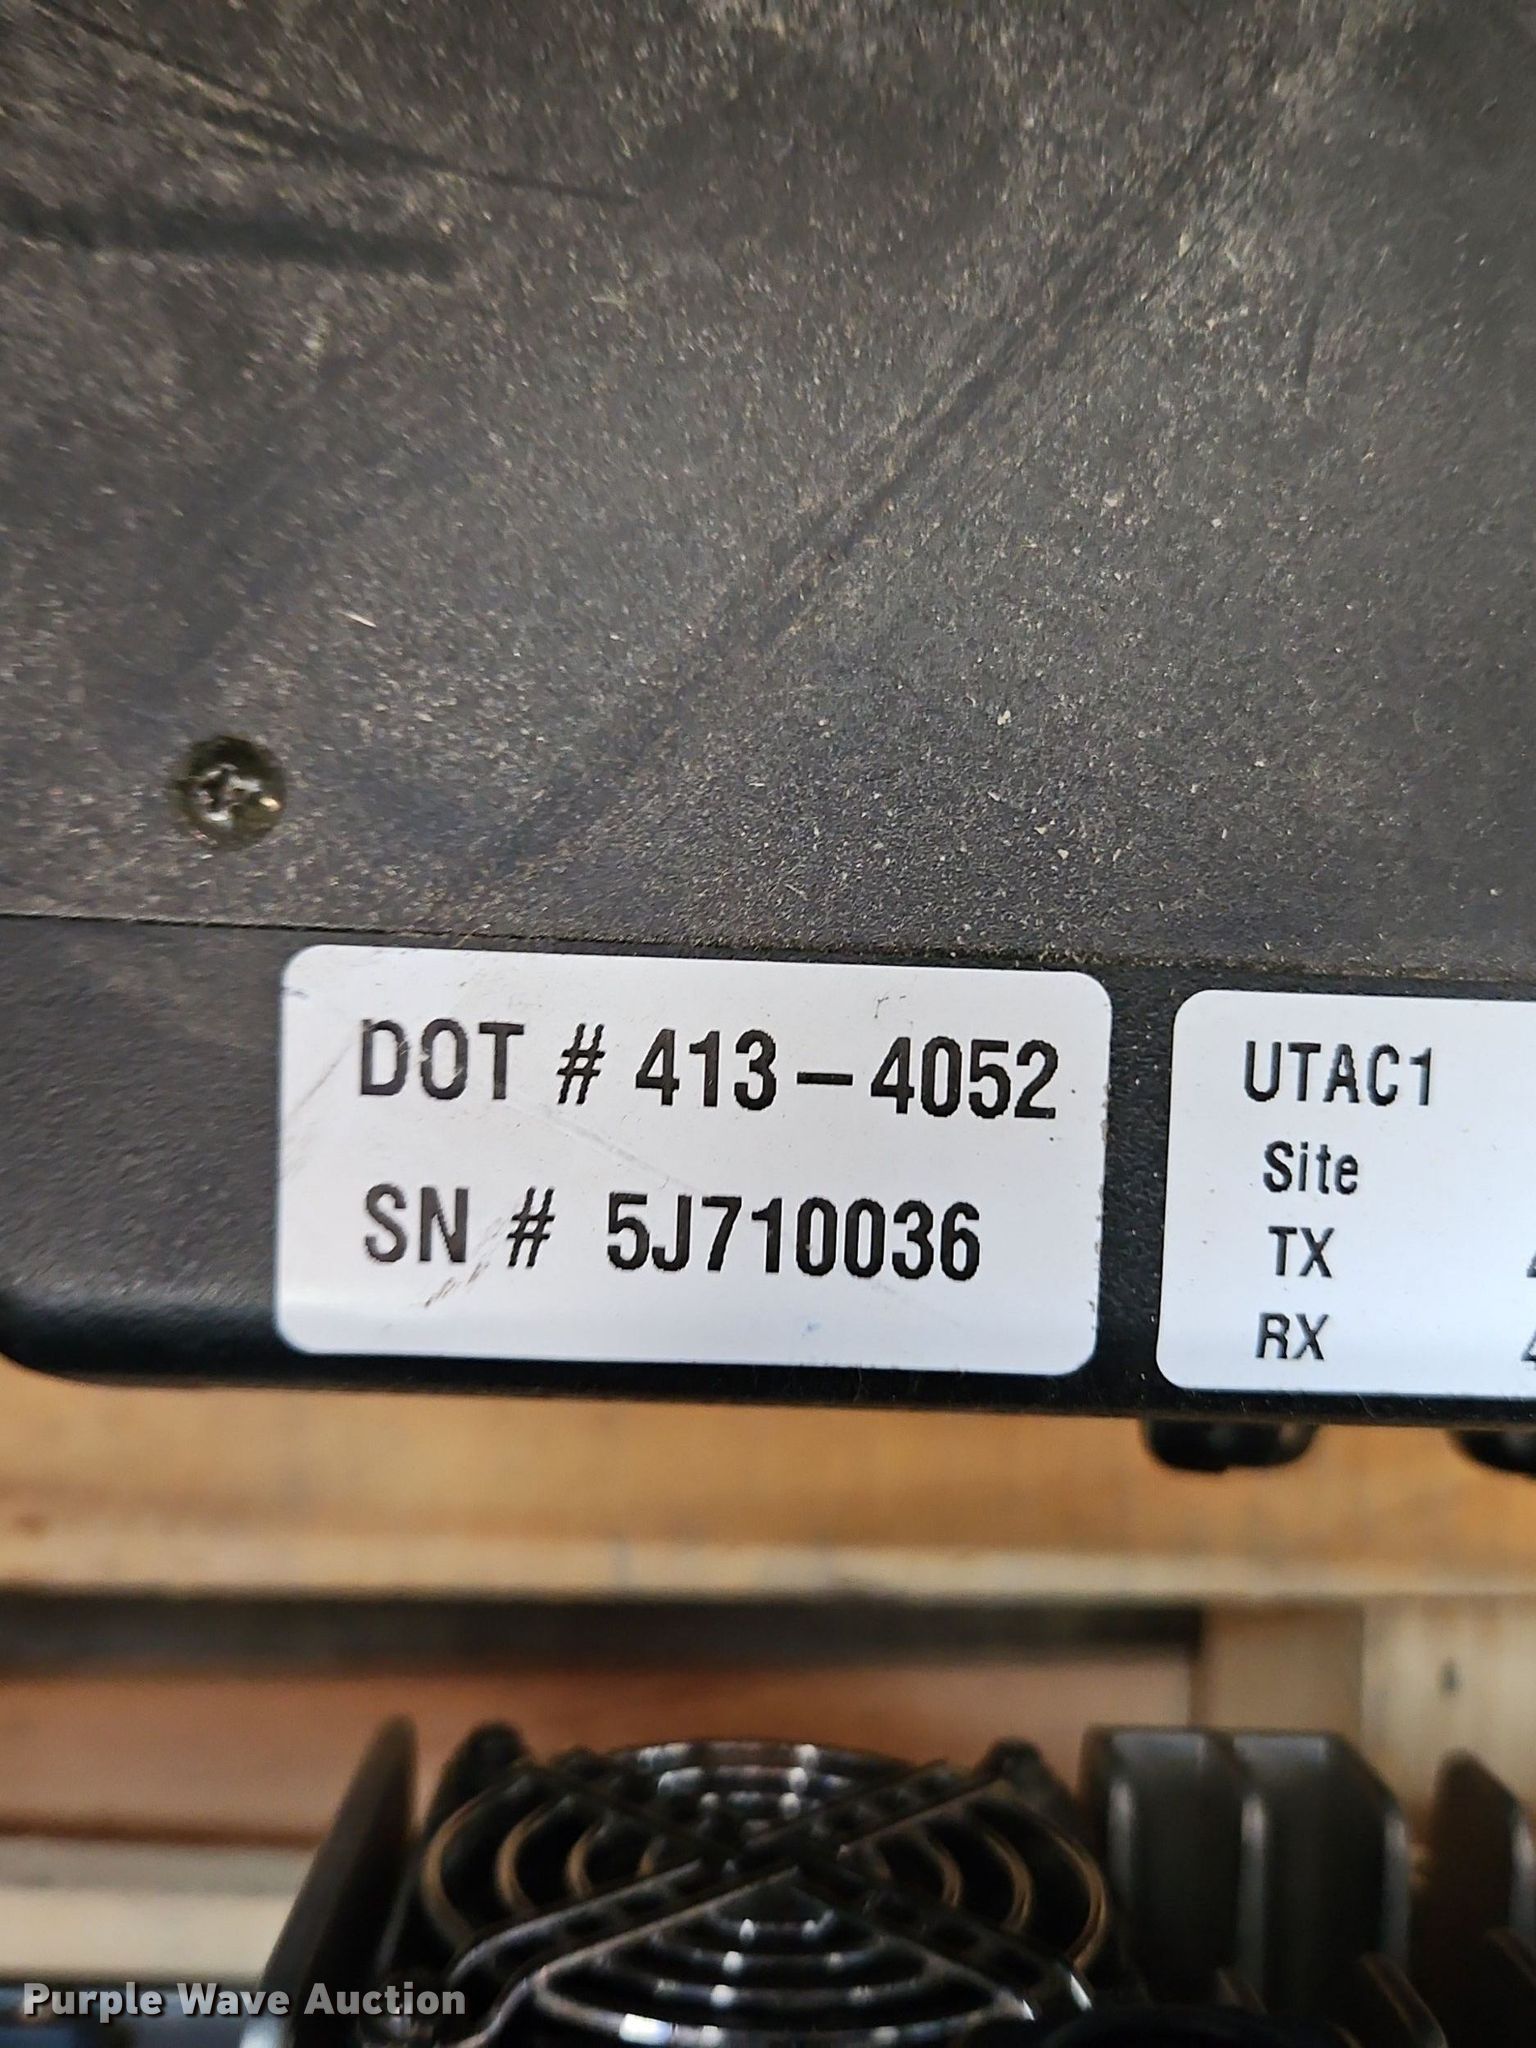 DOT # 413-4052
SN # 5J710036
UTAC1
Site
TX
RX
Purple Wave Auction